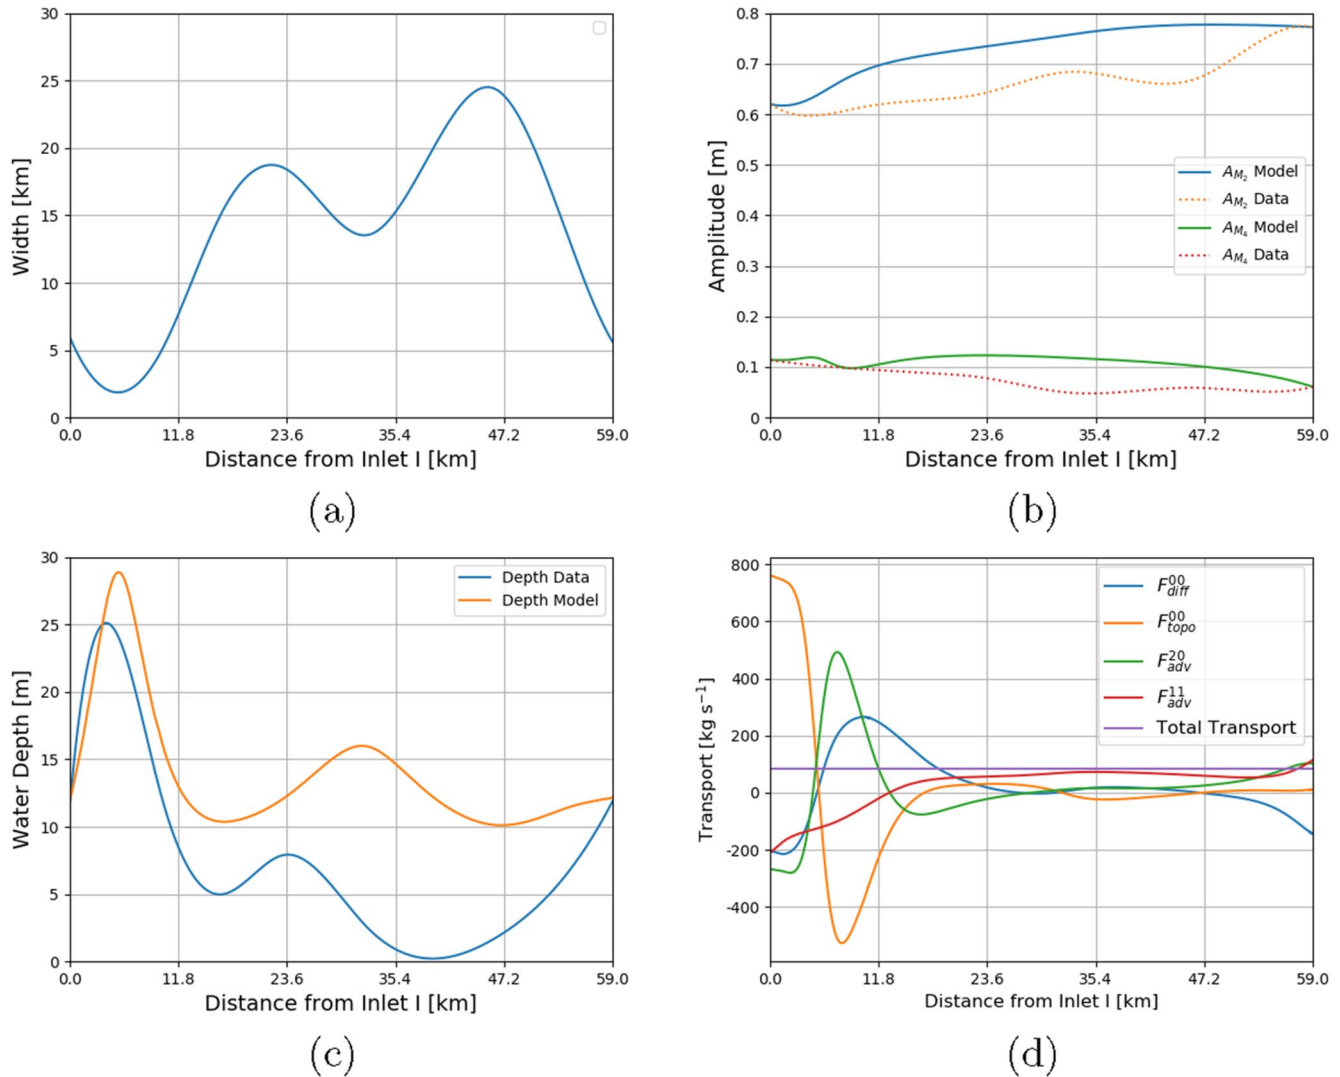 30
25
20
15
10
5
0
Width [km]
0.0 11.8 23.6 35.4 47.2 59.0
Distance from Inlet I [km]
(a)
0.8
0.7
0.6
0.5
0.4
0.3
0.2
0.1
0
Amplitude [m]
A_{M_2} Model
A_{M_2} Data
A_{M_4} Model
A_{M_4} Data
0.0 11.8 23.6 35.4 47.2 59.0
Distance from Inlet I [km]
(b)
30
25
20
15
10
5
0
Water Depth [m]
Depth Data
Depth Model
0.0 11.8 23.6 35.4 47.2 59.0
Distance from Inlet I [km]
(c)
800
600
400
200
0
-200
-400
Transport [kg s⁻¹]
F_{diff}^{00}
F_{topo}^{00}
F_{adv}^{20}
F_{adv}^{11}
Total Transport
0.0 11.8 23.6 35.4 47.2 59.0
Distance from Inlet I [km]
(d)